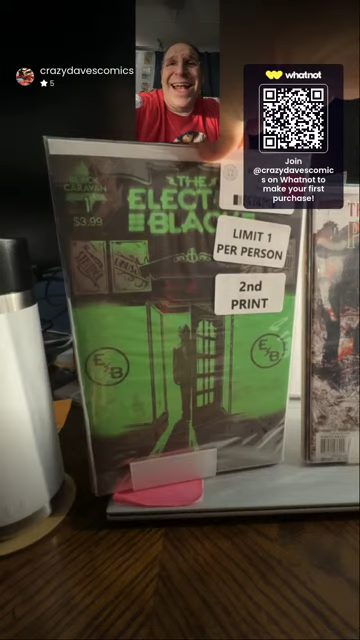 crazydavescomics
5
whatnot
Join
@crazydavescomic
s on Whatnot to
make your first
purchase!
BLACK
CARAVAN
$3.99
THE
ELECT
BLACK
LIMIT 1
PER PERSON
2nd
PRINT
E&B
E&B